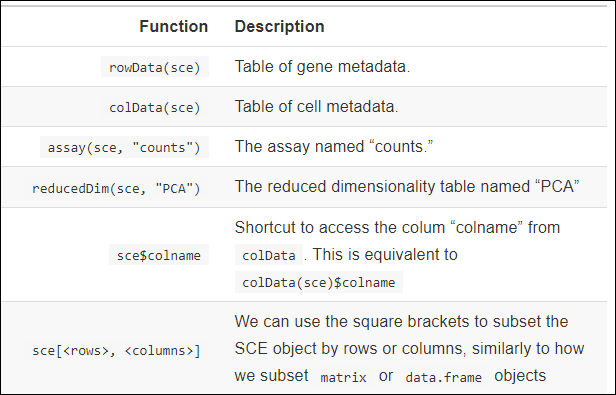 Function Description
rowData(sce) Table of gene metadata.
colData(sce) Table of cell metadata.
assay(sce, "counts") The assay named “counts.”
reducedDim(sce, "PCA") The reduced dimensionality table named “PCA”
Shortcut to access the colum “colname” from
sce$colname colData . This is equivalent to
colData(sce)$colname
We can use the square brackets to subset the
sce[<rows>, <columns>] SCE object by rows or columns, similarly to how
we subset matrix or data.frame objects